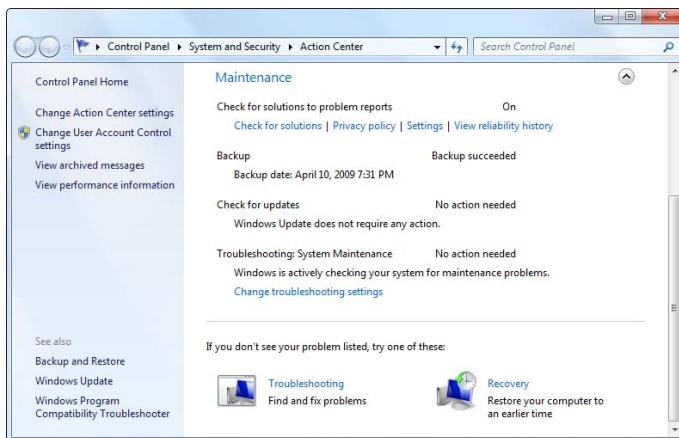 Control Panel ▸ System and Security ▸ Action Center
Search Control Panel
Control Panel Home
Change Action Center settings
Change User Account Control
settings
View archived messages
View performance information
See also
Backup and Restore
Windows Update
Windows Program
Compatibility Troubleshooter
Maintenance
Check for solutions to problem reports On
Check for solutions | Privacy policy | Settings | View reliability history
Backup Backup succeeded
Backup date: April 10, 2009 7:31 PM
Check for updates No action needed
Windows Update does not require any action.
Troubleshooting: System Maintenance No action needed
Windows is actively checking your system for maintenance problems.
Change troubleshooting settings
If you don't see your problem listed, try one of these:
Troubleshooting
Find and fix problems
Recovery
Restore your computer to
an earlier time